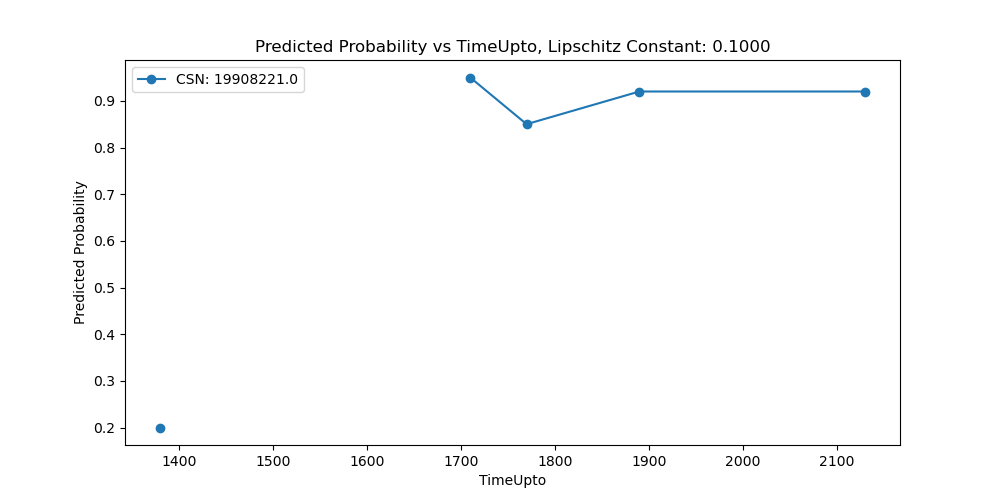 Predicted Probability vs TimeUpto, Lipschitz Constant: 0.1000
CSN: 19908221.0
Predicted Probability
0.9
0.8
0.7
0.6
0.5
0.4
0.3
0.2
1400 1500 1600 1700 1800 1900 2000 2100
TimeUpto